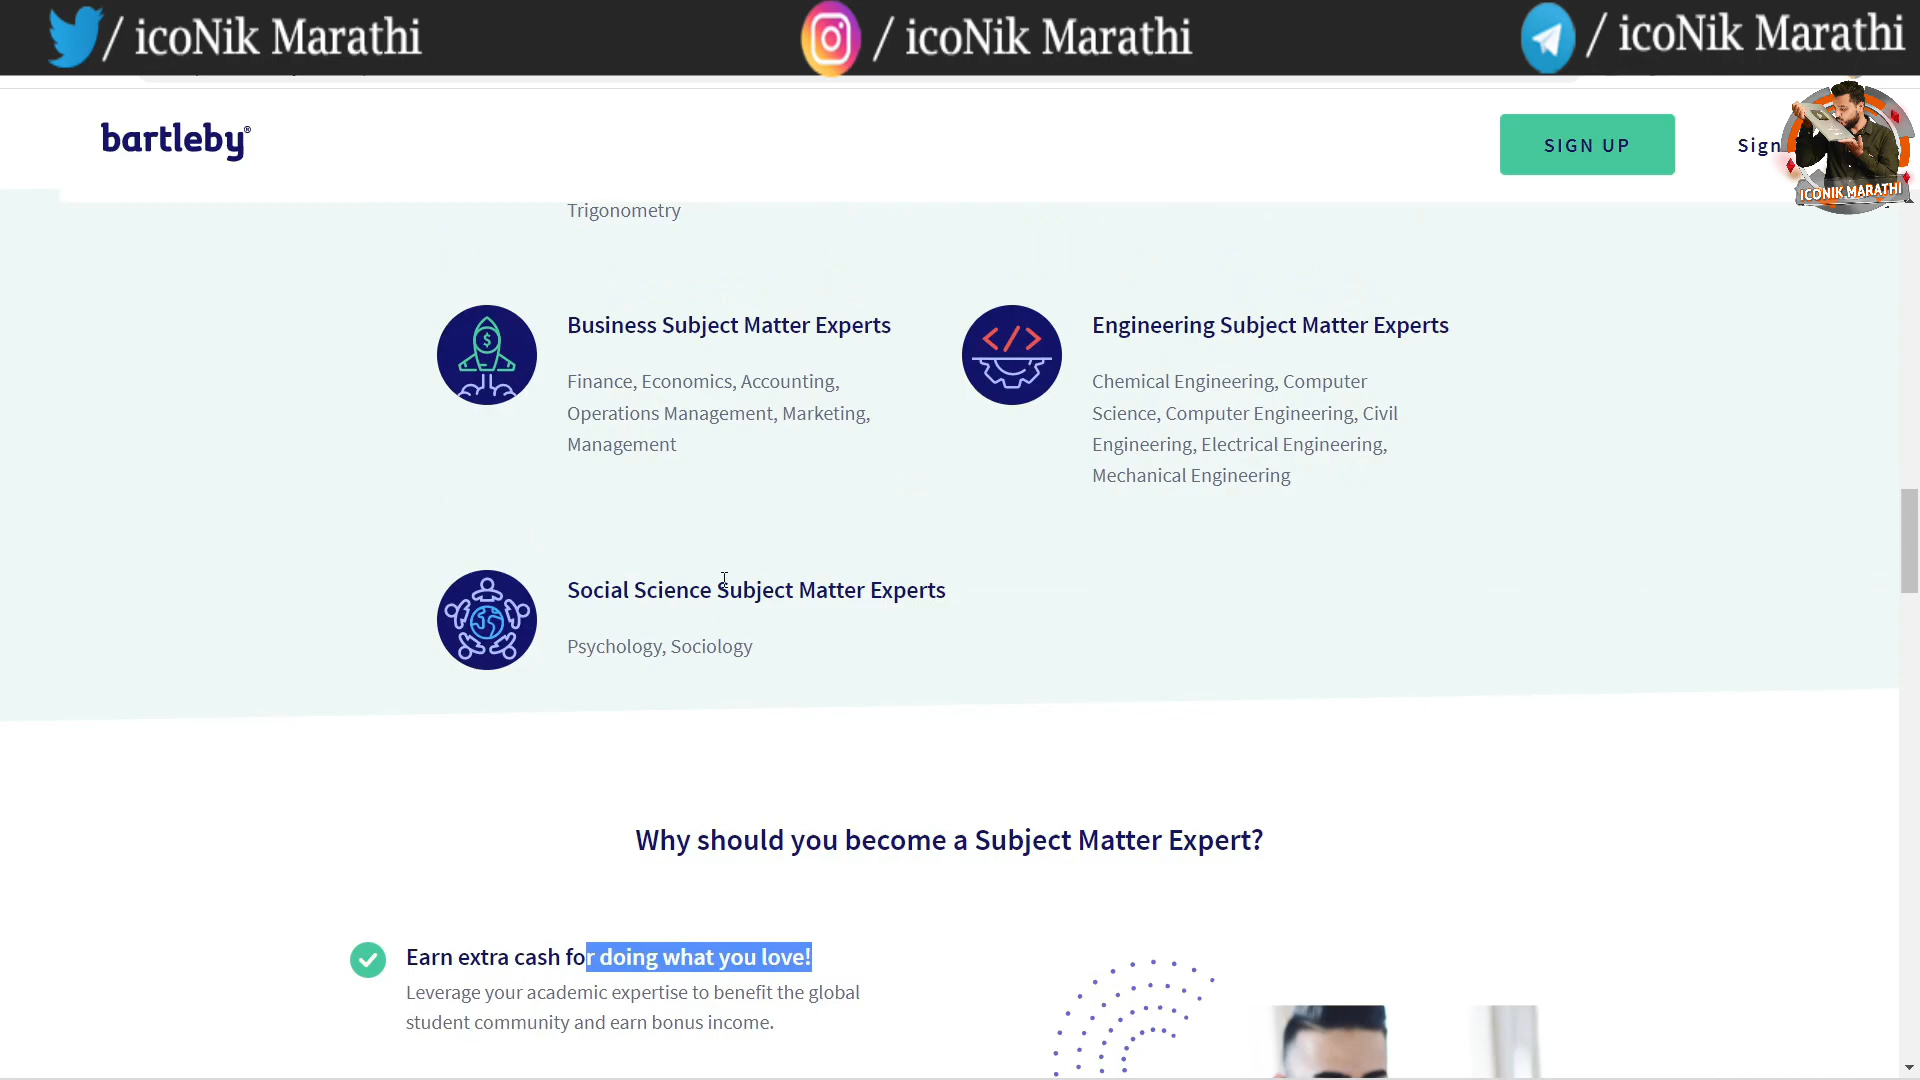 / icoNik Marathi
/ icoNik Marathi
/ icoNik Marathi
bartleby®
SIGN UP
Sign
ICONIK MARATHI
Trigonometry
Business Subject Matter Experts
Finance, Economics, Accounting,
Operations Management, Marketing,
Management
Engineering Subject Matter Experts
Chemical Engineering, Computer
Science, Computer Engineering, Civil
Engineering, Electrical Engineering,
Mechanical Engineering
Social Science Subject Matter Experts
Psychology, Sociology
Why should you become a Subject Matter Expert?
Earn extra cash for doing what you love!
Leverage your academic expertise to benefit the global
student community and earn bonus income.